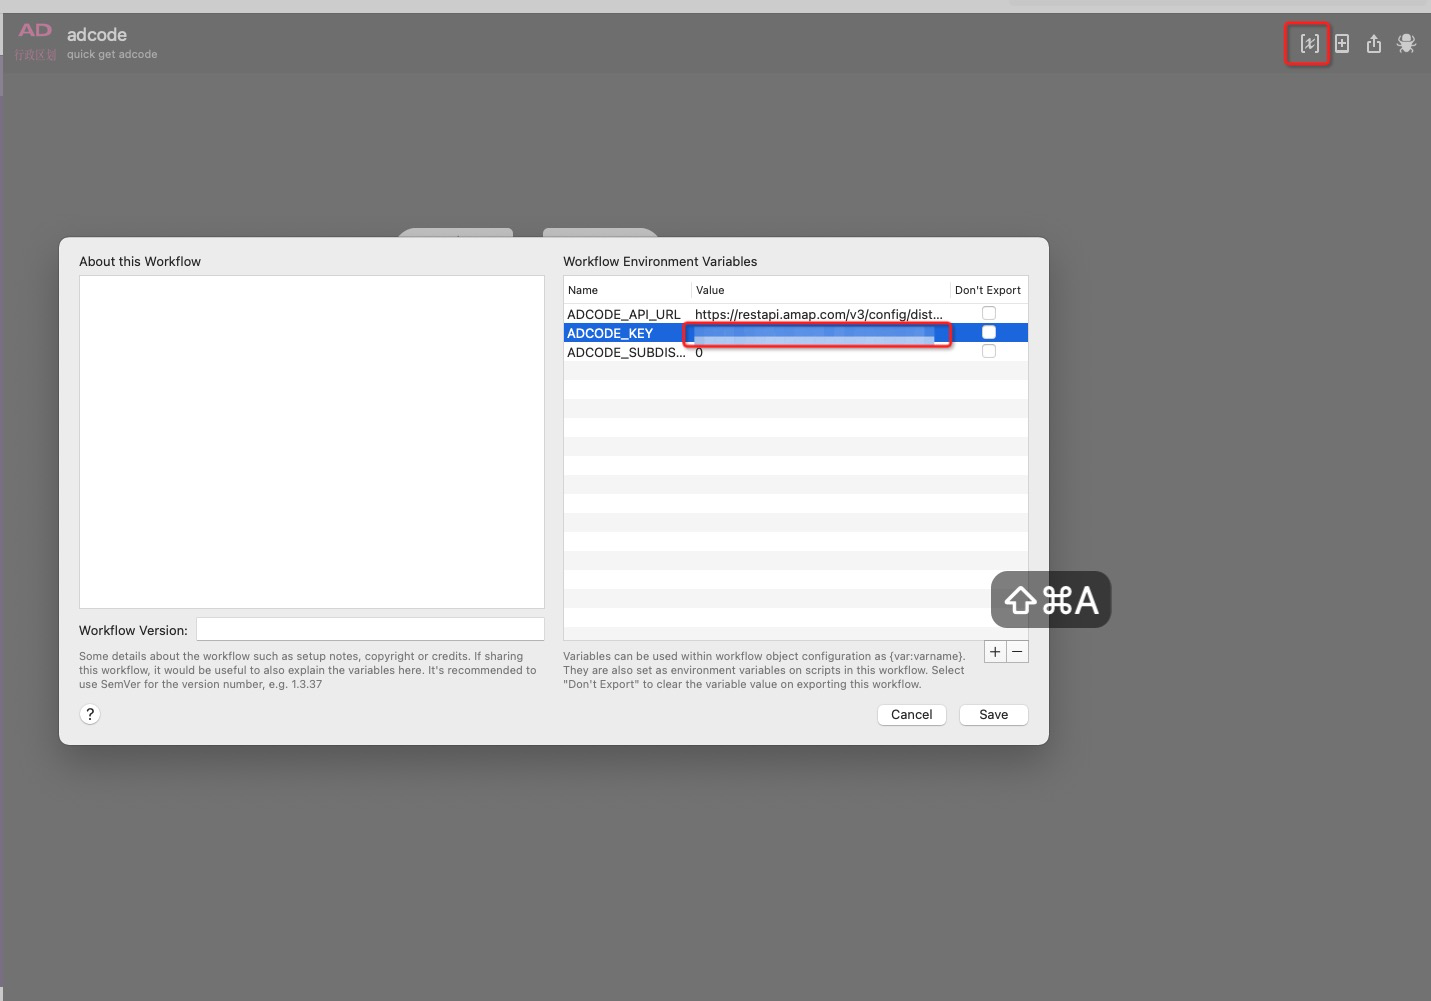 AD
行政区划
adcode
quick get adcode
[x]
About this Workflow
Workflow Environment Variables
Name Value Don't Export
ADCODE_API_URL https://restapi.amap.com/v3/config/dist...
ADCODE_KEY
ADCODE_SUBDIS... 0
⇧⌘A
Workflow Version:
Some details about the workflow such as setup notes, copyright or credits. If sharing
this workflow, it would be useful to also explain the variables here. It's recommended to
use SemVer for the version number, e.g. 1.3.37
+ −
Variables can be used within workflow object configuration as {var:varname}.
They are also set as environment variables on scripts in this workflow. Select
"Don't Export" to clear the variable value on exporting this workflow.
?
Cancel
Save